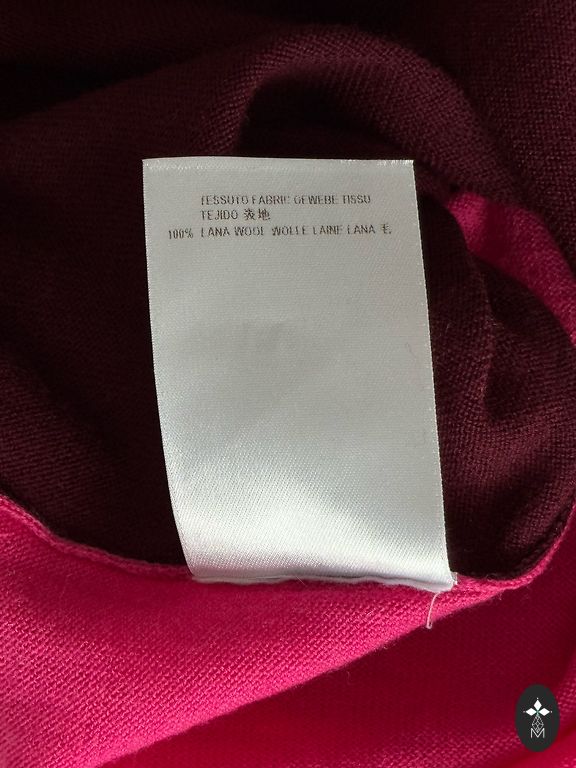 TESSUTO FABRIC GEWEBE TISSU
TEJIDO 表地
100% LANA WOOL WOLLE LAINE LANA 毛
M